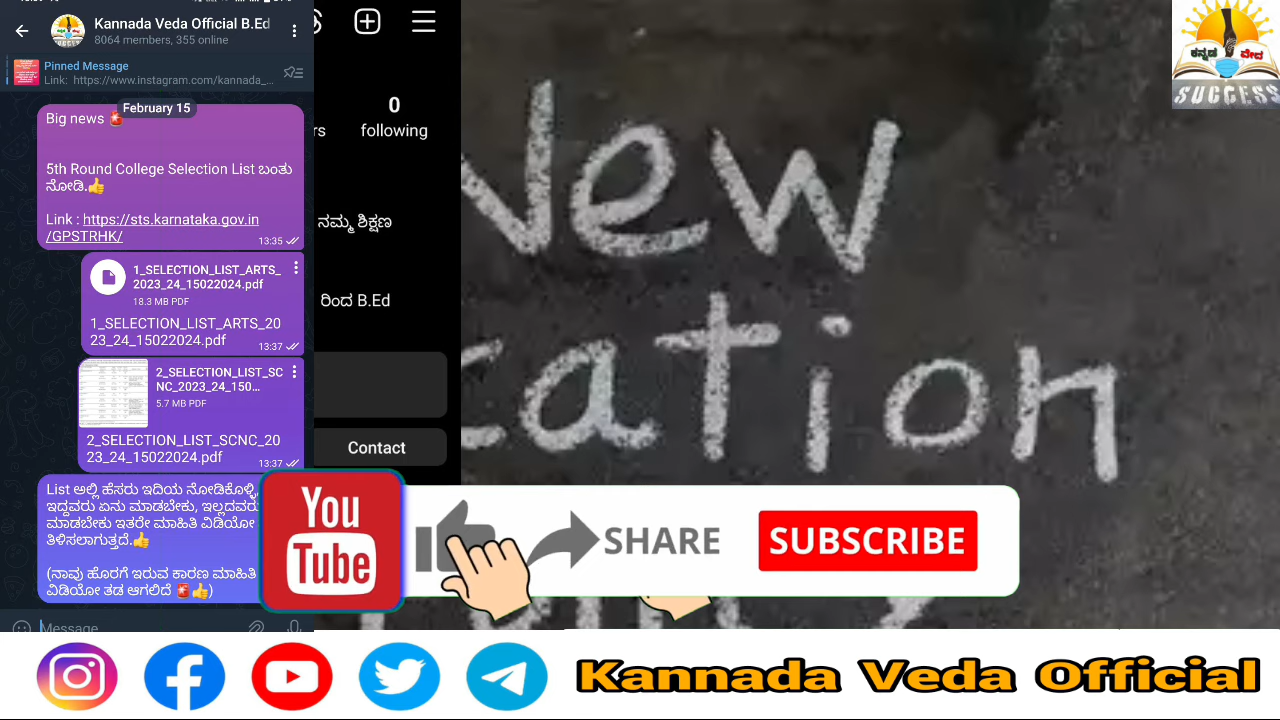 Kannada Veda Official B.Ed
8064 members, 355 online
Pinned Message
Link: https://www.instagram.com/kannada_...
February 15
Big news
5th Round College Selection List ಬಂತು
ನೋಡಿ.👍
Link : https://sts.karnataka.gov.in
/GPSTRHK/
13:35
1_SELECTION_LIST_ARTS_
2023_24_15022024.pdf
18.3 MB PDF
1_SELECTION_LIST_ARTS_20
23_24_15022024.pdf
13:37
2_SELECTION_LIST_SC
NC_2023_24_150...
5.7 MB PDF
2_SELECTION_LIST_SCNC_20
23_24_15022024.pdf
13:37
List ಅಲ್ಲಿ ಹೆಸರು ಇದಿಯ ನೋಡಿಕೊಳ್ಳಿ,
ಇದ್ದವರು ಏನು ಮಾಡಬೇಕು, ಇಲ್ಲದವರು
ಮಾಡಬೇಕು ಇತರೇ ಮಾಹಿತಿ ವಿಡಿಯೋ
ತಿಳಿಸಲಾಗುತ್ತದೆ.👍
(ನಾವು ಹೊರಗೆ ಇರುವ ಕಾರಣ ಮಾಹಿತಿ
ವಿಡಿಯೋ ತಡ ಆಗಲಿದೆ 🚨👍)
Message
0
rs following
ನಮ್ಮ ಶಿಕ್ಷಣ
ರಿಂದ B.Ed
Contact
New
cation
ಕನ್ನಡ ವೇದ
SUCCESS
You
Tube
SHARE
SUBSCRIBE
Kannada Veda Official